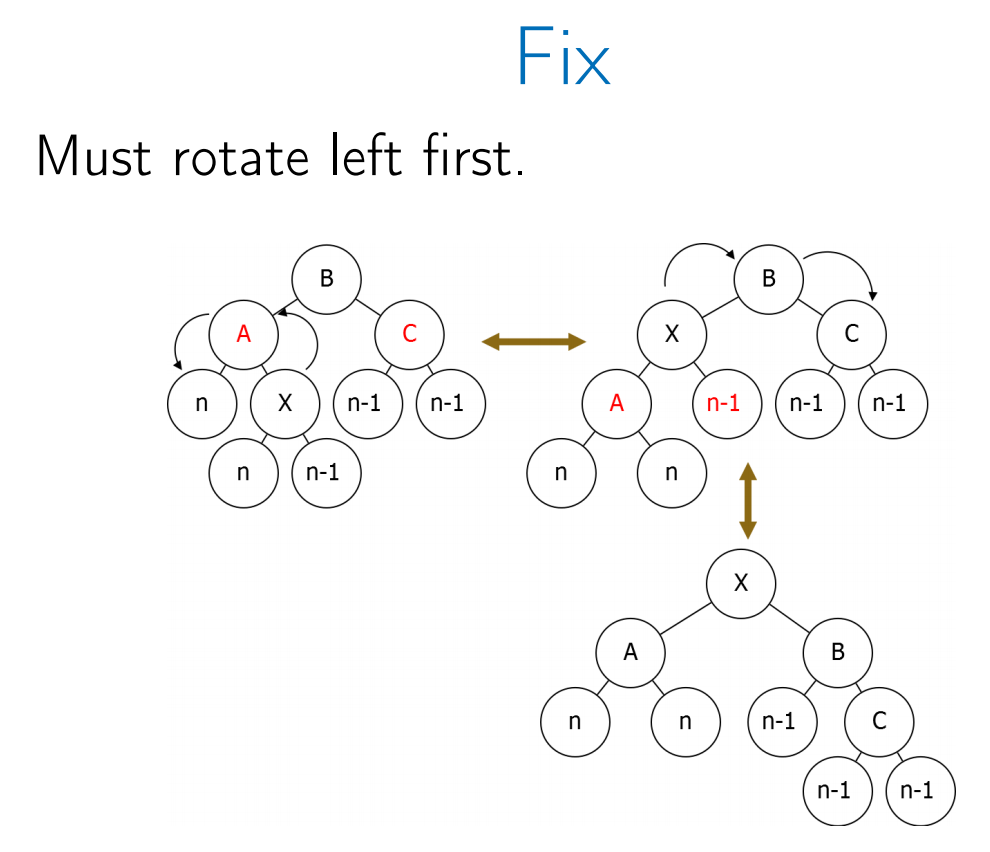 Fix
Must rotate left first.
B
A C
n X n-1 n-1
n n-1
B
X C
A n-1 n-1 n-1
n n
X
A B
n n n-1 C
n-1 n-1